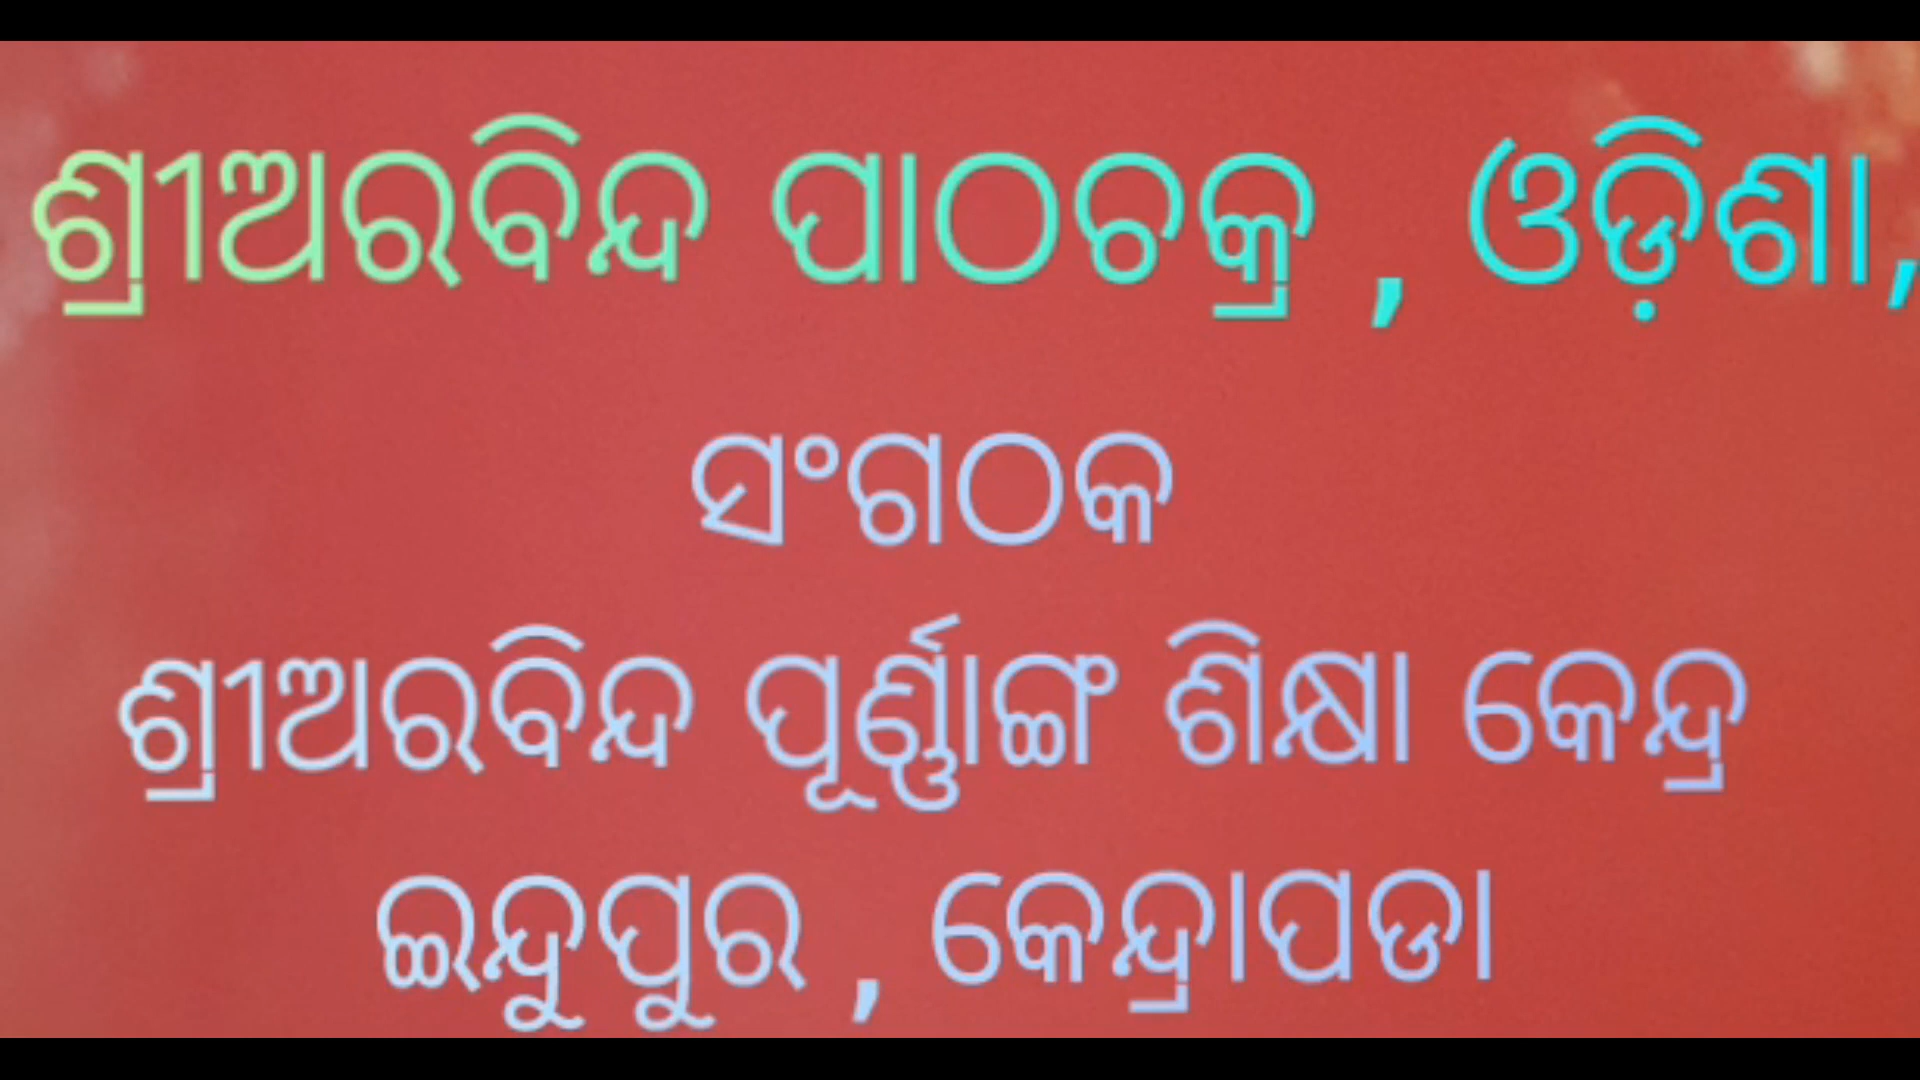 ଶ୍ରୀଅରବିନ୍ଦ ପାଠଚକ୍ର , ଓଡ଼ିଶା,
ସଂଗଠକ
ଶ୍ରୀଅରବିନ୍ଦ ପୂର୍ଣ୍ଣାଙ୍ଗ ଶିକ୍ଷା କେନ୍ଦ୍ର
ଇନ୍ଦୁପୁର , କେନ୍ଦ୍ରାପଡା